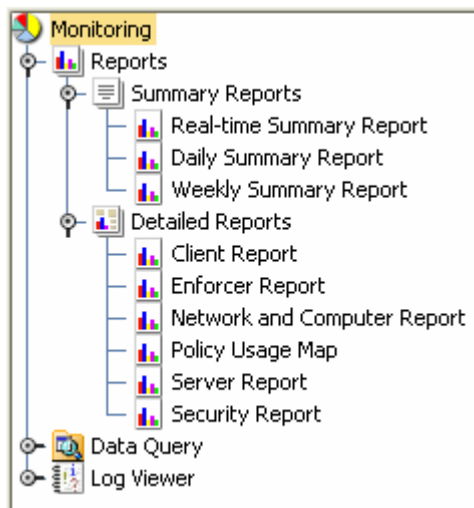 Monitoring
Reports
Summary Reports
Real-time Summary Report
Daily Summary Report
Weekly Summary Report
Detailed Reports
Client Report
Enforcer Report
Network and Computer Report
Policy Usage Map
Server Report
Security Report
Data Query
Log Viewer